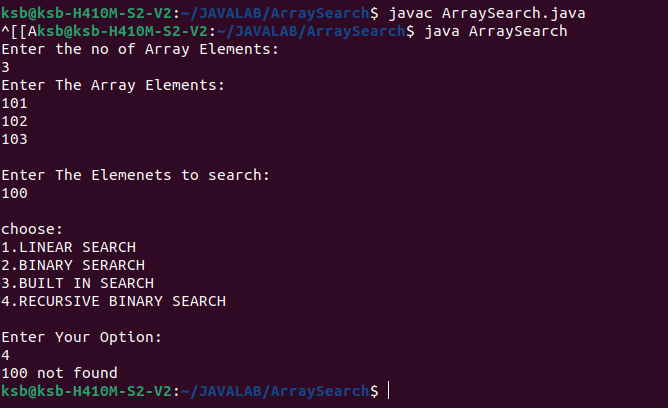 ksb@ksb-H410M-S2-V2:~/JAVALAB/ArraySearch$ javac ArraySearch.java
^[[Aksb@ksb-H410M-S2-V2:~/JAVALAB/ArraySearch$ java ArraySearch
Enter the no of Array Elements:
3
Enter The Array Elements:
101
102
103
Enter The Elemenets to search:
100
choose:
1.LINEAR SEARCH
2.BINARY SERARCH
3.BUILT IN SEARCH
4.RECURSIVE BINARY SEARCH
Enter Your Option:
4
100 not found
ksb@ksb-H410M-S2-V2:~/JAVALAB/ArraySearch$